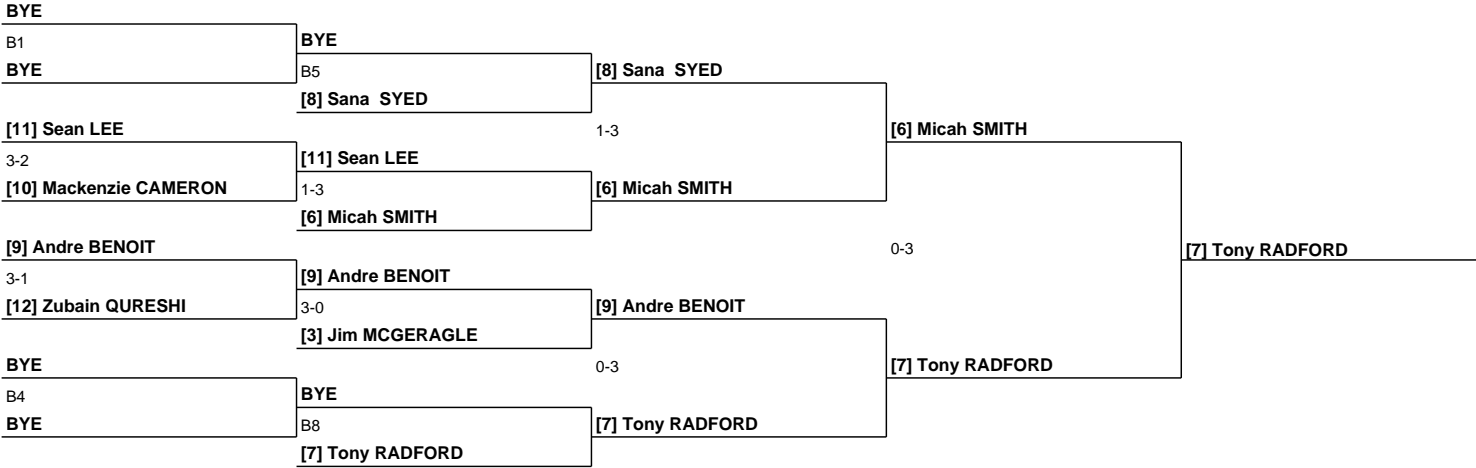 BYE
B1
BYE
BYE
B5
[8] Sana  SYED
[8] Sana  SYED
[11] Sean LEE
1-3
[6] Micah SMITH
3-2
[11] Sean LEE
[10] Mackenzie CAMERON
1-3
[6] Micah SMITH
[6] Micah SMITH
[9] Andre BENOIT
0-3
[7] Tony RADFORD
3-1
[9] Andre BENOIT
[12] Zubain QURESHI
3-0
[9] Andre BENOIT
[3] Jim MCGERAGLE
BYE
0-3
[7] Tony RADFORD
B4
BYE
BYE
B8
[7] Tony RADFORD
[7] Tony RADFORD